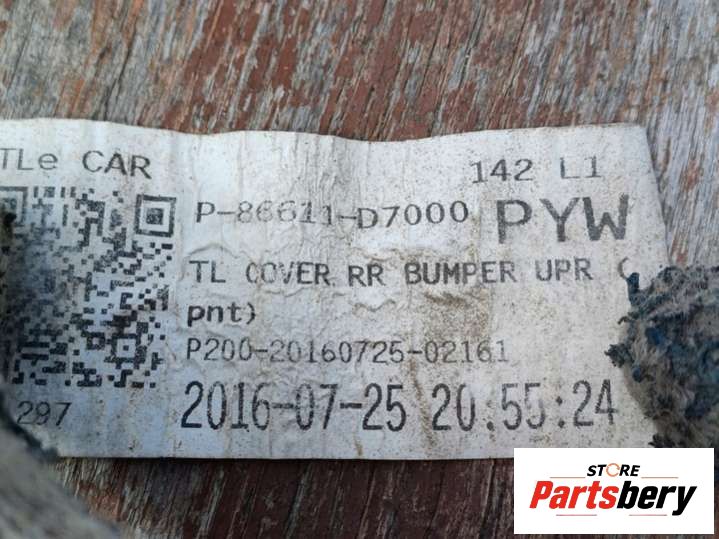 TLe CAR
142 L1
P-86611-D7000 PYW
TL COVER RR BUMPER UPR (
pnt)
P200-20160725-02161
297
2016-07-25 20:55:24
STORE
Partsbery